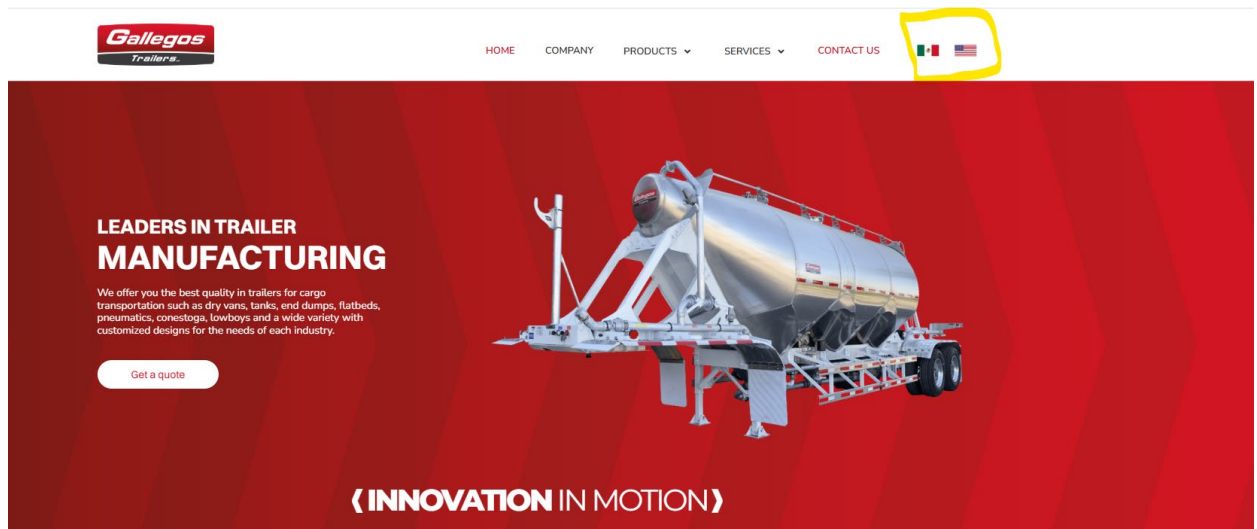 Gallegos
Trailers
HOME COMPANY PRODUCTS SERVICES CONTACT US
LEADERS IN TRAILER
MANUFACTURING
We offer you the best quality in trailers for cargo
transportation such as dry vans, tanks, end dumps, flatbeds,
pneumatics, conestoga, lowboys and a wide variety with
customized designs for the needs of each industry.
Get a quote
Gallegos
(INNOVATION IN MOTION)